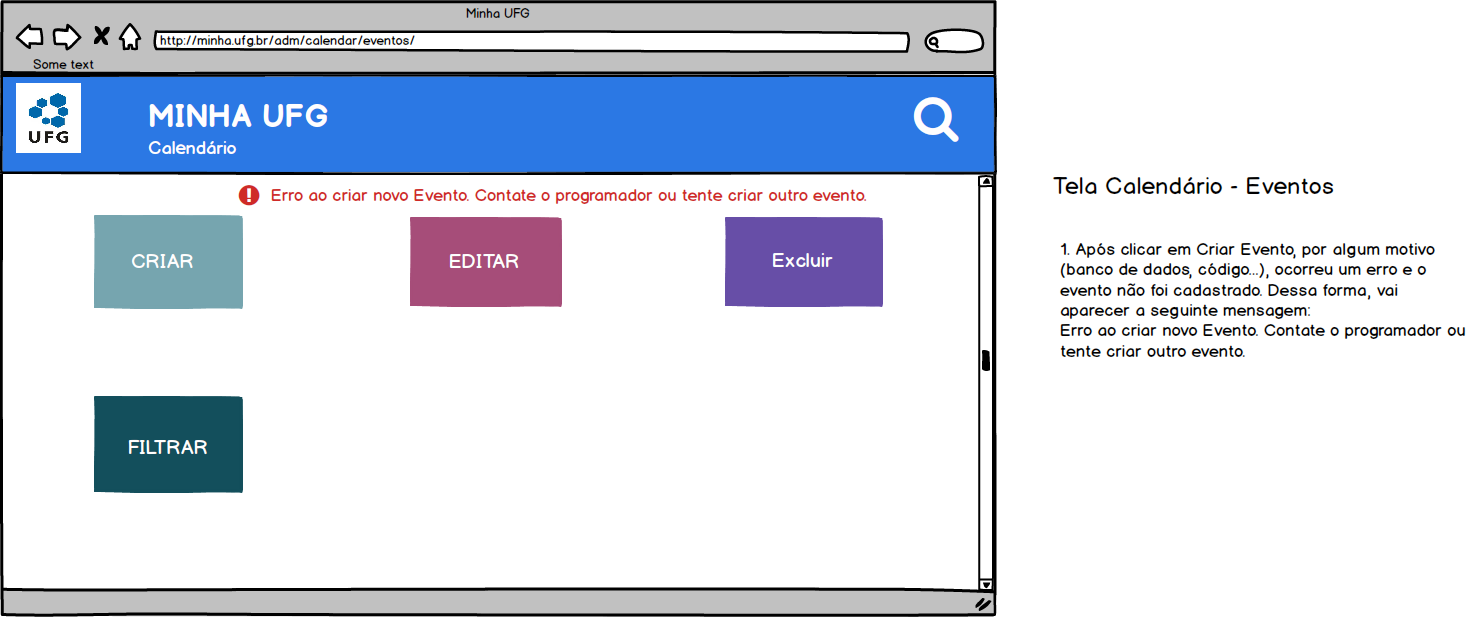 Minha UFG
http://minha.ufg.br/adm/calendar/eventos/
Some text
UFG
MINHA UFG
Calendário
Erro ao criar novo Evento. Contate o programador ou tente criar outro evento.
CRIAR
EDITAR
Excluir
FILTRAR
Tela Calendário - Eventos
1. Após clicar em Criar Evento, por algum motivo
(banco de dados, código...), ocorreu um erro e o
evento não foi cadastrado. Dessa forma, vai
aparecer a seguinte mensagem:
Erro ao criar novo Evento. Contate o programador ou
tente criar outro evento.